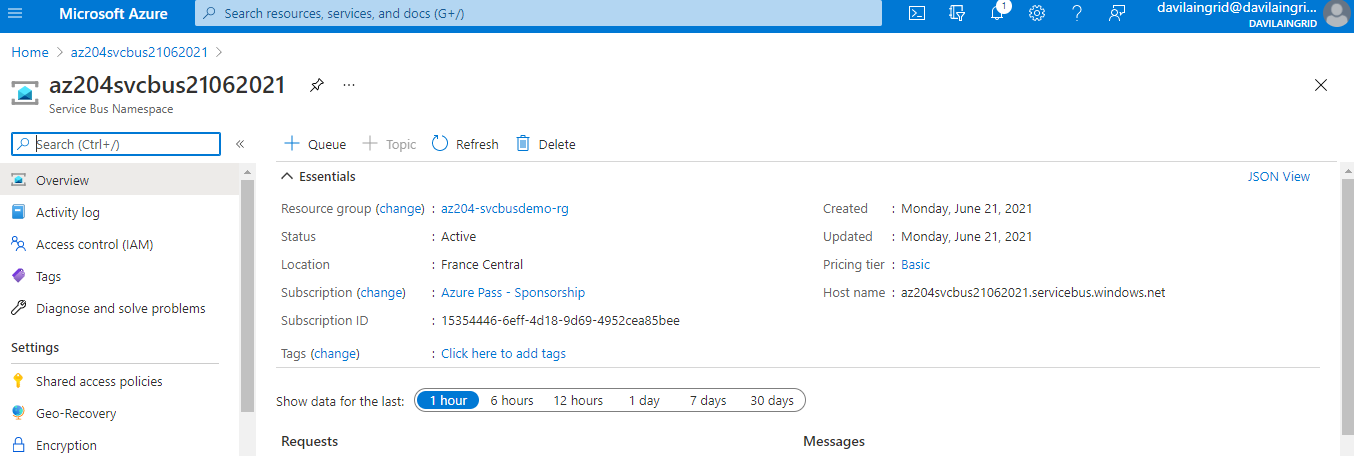 Microsoft Azure
Search resources, services, and docs (G+/)
1
davilaingrid@davilaingri...
DAVILAINGRID
Home > az204svcbus21062021 >
az204svcbus21062021
...
Service Bus Namespace
Search (Ctrl+/)
«
+ Queue + Topic Refresh Delete
Overview
Activity log
Access control (IAM)
Tags
Diagnose and solve problems
Settings
Shared access policies
Geo-Recovery
Encryption
Essentials
JSON View
Resource group (change) : az204-svcbusdemo-rg
Status : Active
Location : France Central
Subscription (change) : Azure Pass - Sponsorship
Subscription ID : 15354446-6eff-4d18-9d69-4952cea85bee
Tags (change) : Click here to add tags
Created : Monday, June 21, 2021
Updated : Monday, June 21, 2021
Pricing tier : Basic
Host name : az204svcbus21062021.servicebus.windows.net
Show data for the last: 1 hour 6 hours 12 hours 1 day 7 days 30 days
Requests
Messages